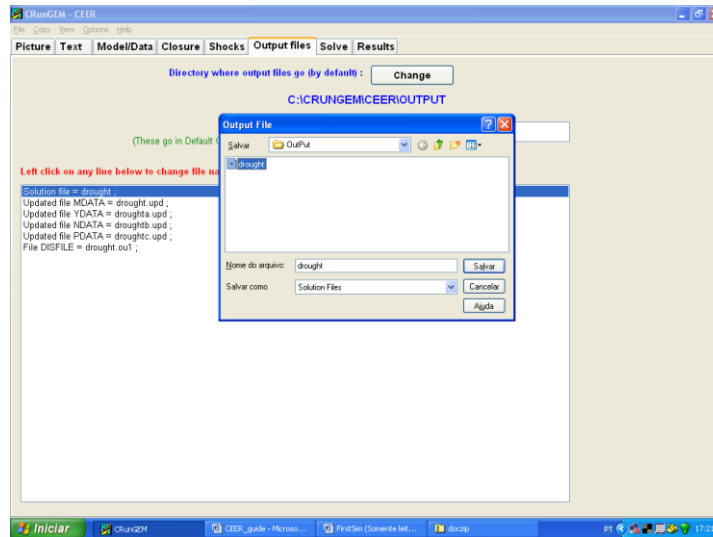 CRunGEM - CEER
File Copy View Options Help
Picture Text Model/Data Closure Shocks Output files Solve Results
Directory where output files go (by default) : Change
C:\CRUNGEM\CEER\OUTPUT
Output File
Salvar OutPut
(These go in Default
drought
Left click on any line below to change file na
Solution file = drought ;
Updated file MDATA = drought.upd ;
Updated file YDATA = droughta.upd ;
Updated file NDATA = droughtb.upd ;
Updated file PDATA = droughtc.upd ;
File DISFILE = drought.ou1 ;
Nome do arquivo: drought Salvar
Salvar como Solution Files Cancelar
Ajuda
Iniciar CRunGEM CEER_guide - Microso... FirstSim (Somente leit... doczip PT 17:2